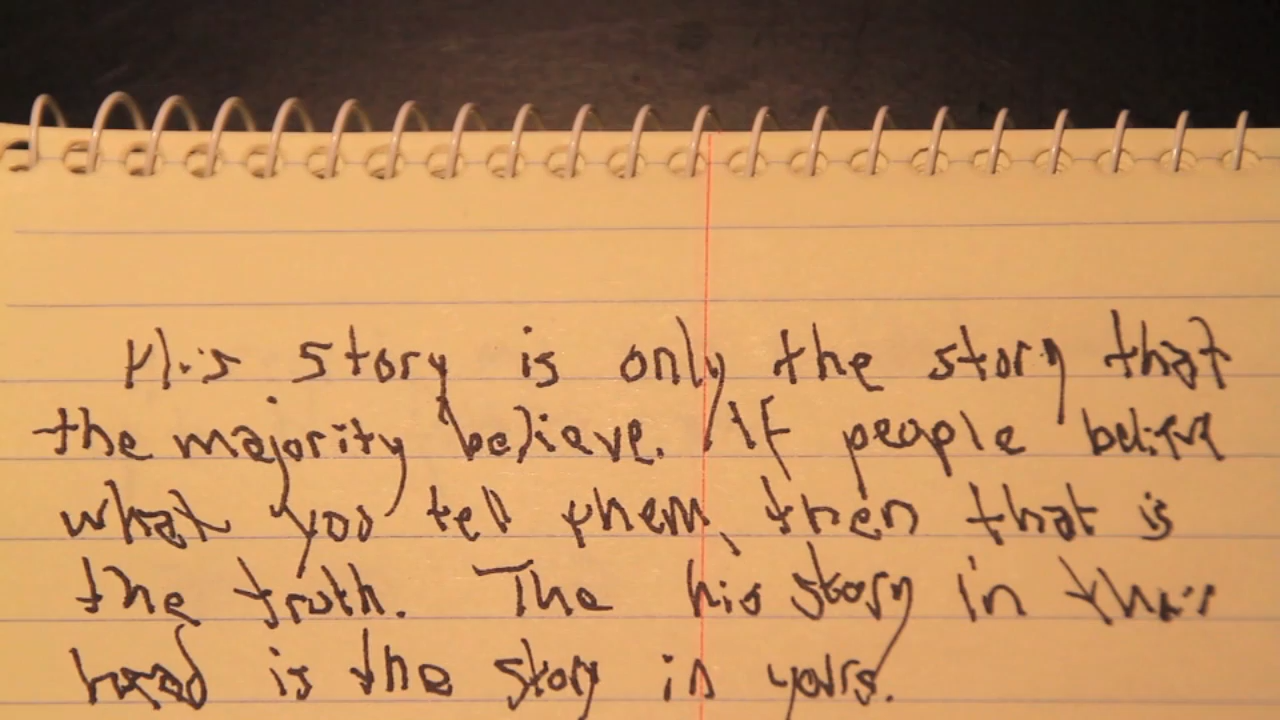 His story is only the story that
the majority believe. If people believe
what you tell them, then that is
the truth. The his story in their
head is the story in yours.